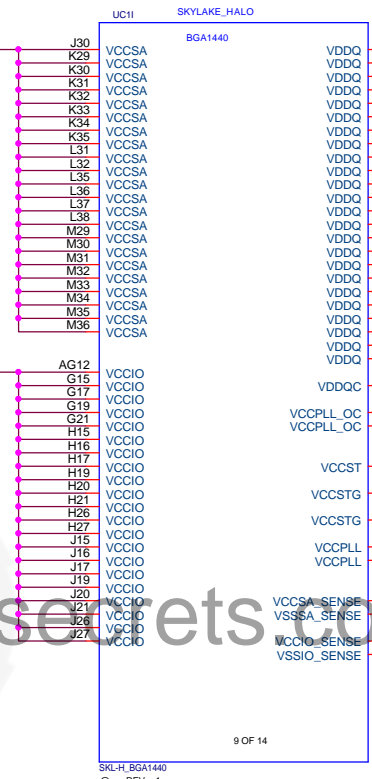 UC1I SKYLAKE_HALO
BGA1440
J30 VCCSA VDDQ
K29 VCCSA VDDQ
K30 VCCSA VDDQ
K31 VCCSA VDDQ
K32 VCCSA VDDQ
K33 VCCSA VDDQ
K34 VCCSA VDDQ
K35 VCCSA VDDQ
L31 VCCSA VDDQ
L32 VCCSA VDDQ
L35 VCCSA VDDQ
L36 VCCSA VDDQ
L37 VCCSA VDDQ
L38 VCCSA VDDQ
M29 VCCSA VDDQ
M30 VCCSA VDDQ
M31 VCCSA VDDQ
M32 VCCSA VDDQ
M33 VCCSA VDDQ
M34 VCCSA VDDQ
M35 VCCSA VDDQ
M36 VCCSA VDDQ
VDDQ
VDDQ
AG12 VCCIO
G15 VCCIO VDDQC
G17 VCCIO
G19 VCCIO VCCPLL_OC
G21 VCCIO VCCPLL_OC
H15 VCCIO
H16 VCCIO
H17 VCCIO VCCST
H19 VCCIO
H20 VCCIO VCCSTG
H21 VCCIO
H26 VCCIO VCCSTG
H27 VCCIO
J15 VCCIO VCCPLL
J16 VCCIO VCCPLL
J17 VCCIO
J19 VCCIO
J20 VCCIO VCCSA_SENSE
J21 VCCIO VSSSA_SENSE
J26 VCCIO
J27 VCCIO VCCIO_SENSE
VSSIO_SENSE
secrets.co
9 OF 14
SKL-H_BGA1440